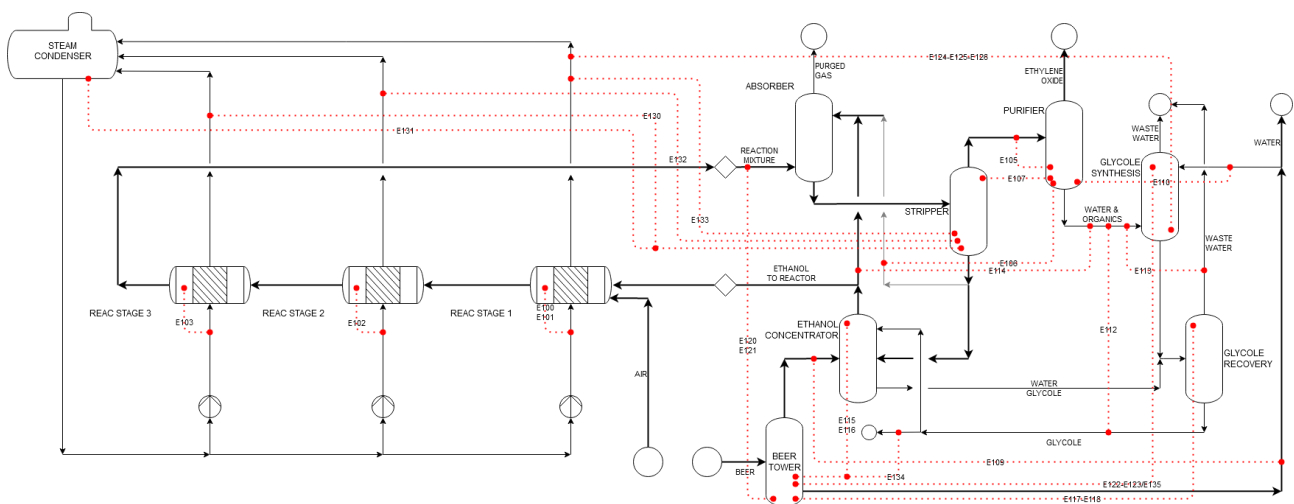 STEAM
CONDENSER
E124-E125-E126
PURGED
GAS
ETHYLENE
OXIDE
ABSORBER
PURIFIER
E130
E131
WASTE
WATER
WATER
REACTION
MIXTURE
E132
E105
GLYCOLE
SYNTHESIS
E107
E110
STRIPPER
E133
WATER &
ORGANICS
WASTE
WATER
E106
E114
E113
ETHANOL
TO REACTOR
REAC STAGE 3
REAC STAGE 2
REAC STAGE 1
E103
E102
E100
E101
ETHANOL
CONCENTRATOR
E112
E120
E121
GLYCOLE
RECOVERY
AIR
WATER
GLYCOLE
E115
E116
GLYCOLE
BEER
BEER
TOWER
E109
E134
E122-E123/E135
E117-E118